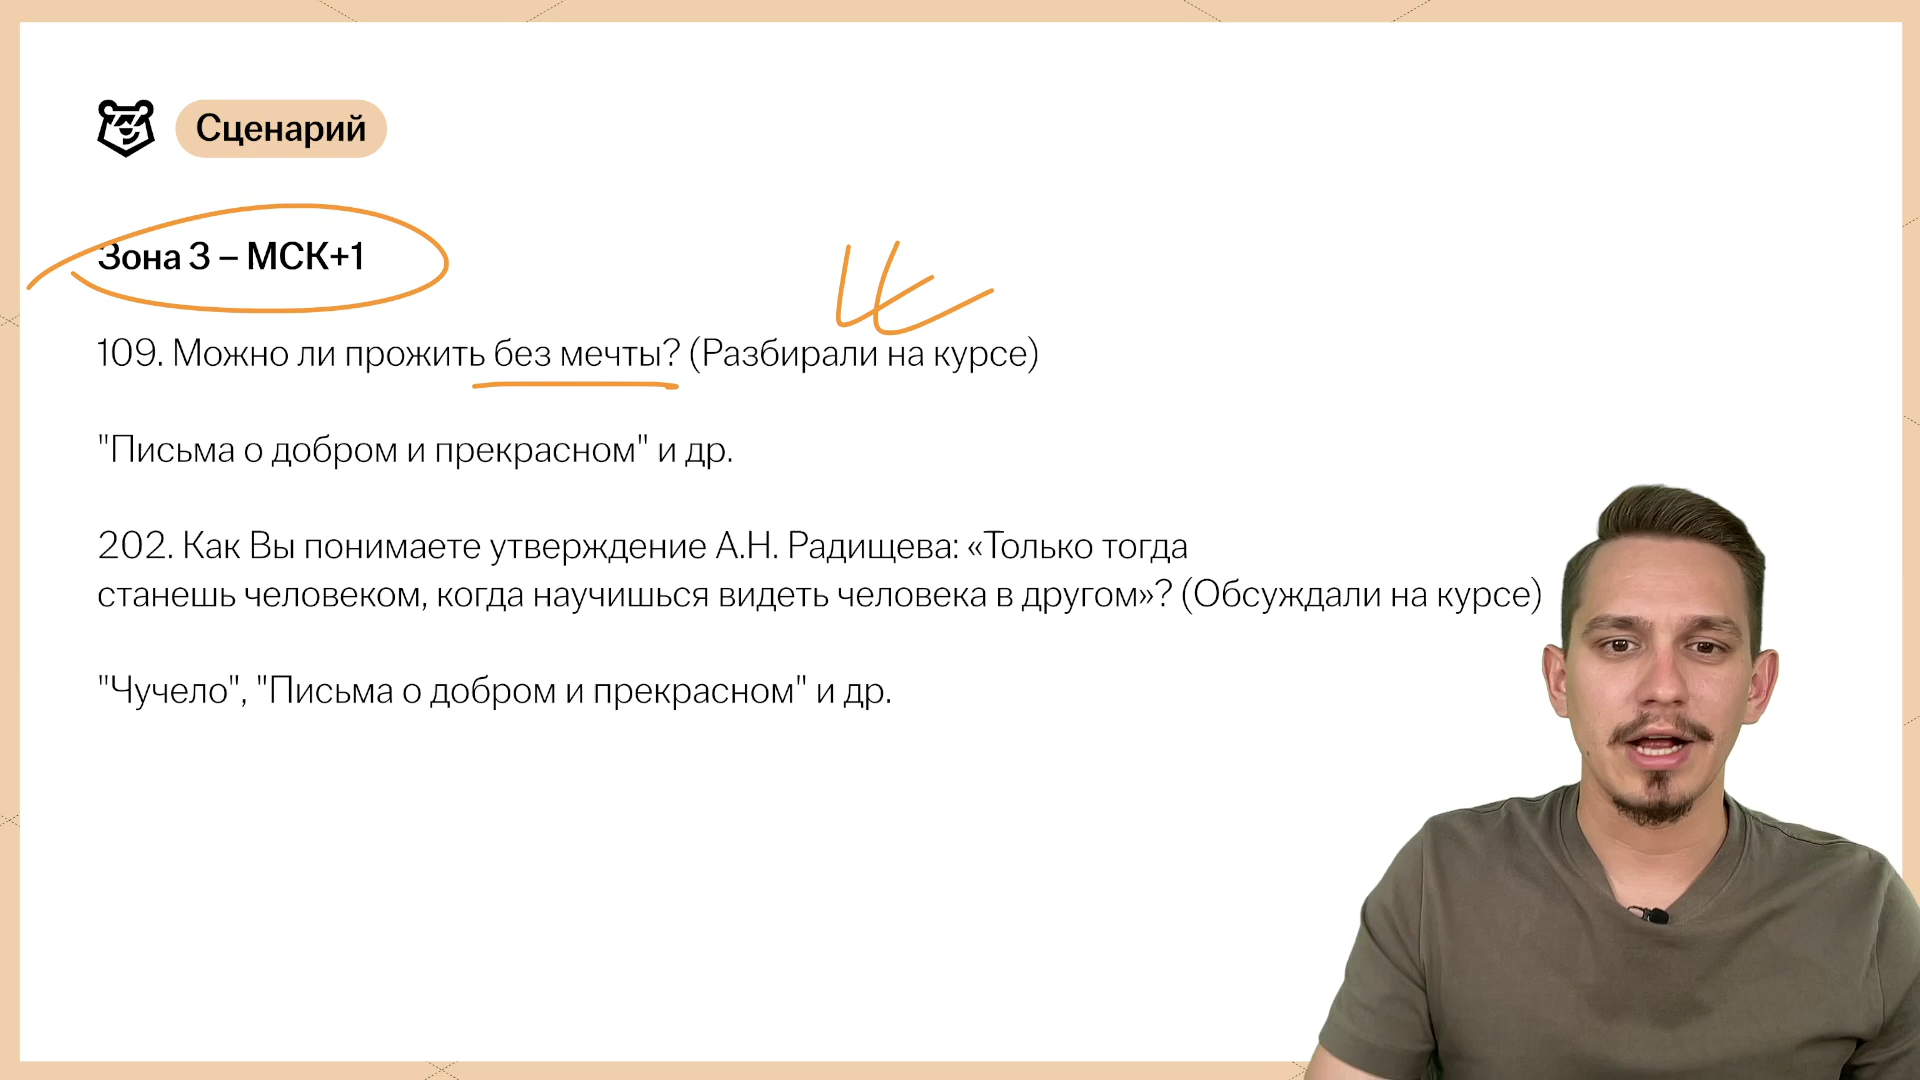 Сценарий
Зона 3 – МСК+1
109. Можно ли прожить без мечты? (Разбирали на курсе)
"Письма о добром и прекрасном" и др.
202. Как Вы понимаете утверждение А.Н. Радищева: «Только тогда
станешь человеком, когда научишься видеть человека в другом»? (Обсуждали на курсе)
"Чучело", "Письма о добром и прекрасном" и др.